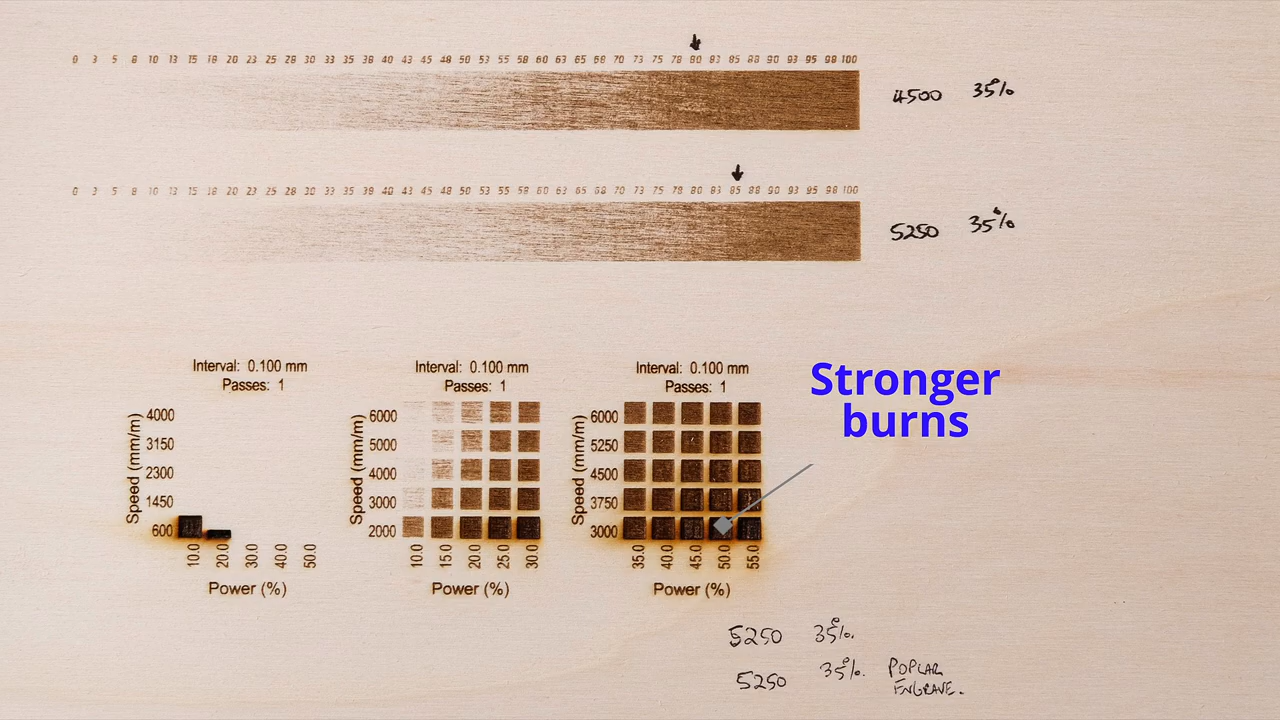 0 3 5 8 10 13 15 18 20 23 25 28 30 33 35 38 40 43 45 48 50 53 55 58 60 63 65 68 70 73 75 78 80 83 85 88 90 93 95 98 100
4500 35%
0 3 5 8 10 13 15 18 20 23 25 28 30 33 35 38 40 43 45 48 50 53 55 58 60 63 65 68 70 73 75 78 80 83 85 88 90 93 95 98 100
5250 35%
Interval: 0.100 mm
Passes: 1
Speed (mm/m)
4000
3150
2300
1450
600
10.0 20.0 30.0 40.0 50.0
Power (%)
Interval: 0.100 mm
Passes: 1
Speed (mm/m)
6000
5000
4000
3000
2000
10.0 15.0 20.0 25.0 30.0
Power (%)
Interval: 0.100 mm
Passes: 1
Speed (mm/m)
6000
5250
4500
3750
3000
35.0 40.0 45.0 50.0 55.0
Power (%)
Stronger
burns
5250 35%.
5250 35%. POPLAR
ENGRAVE.